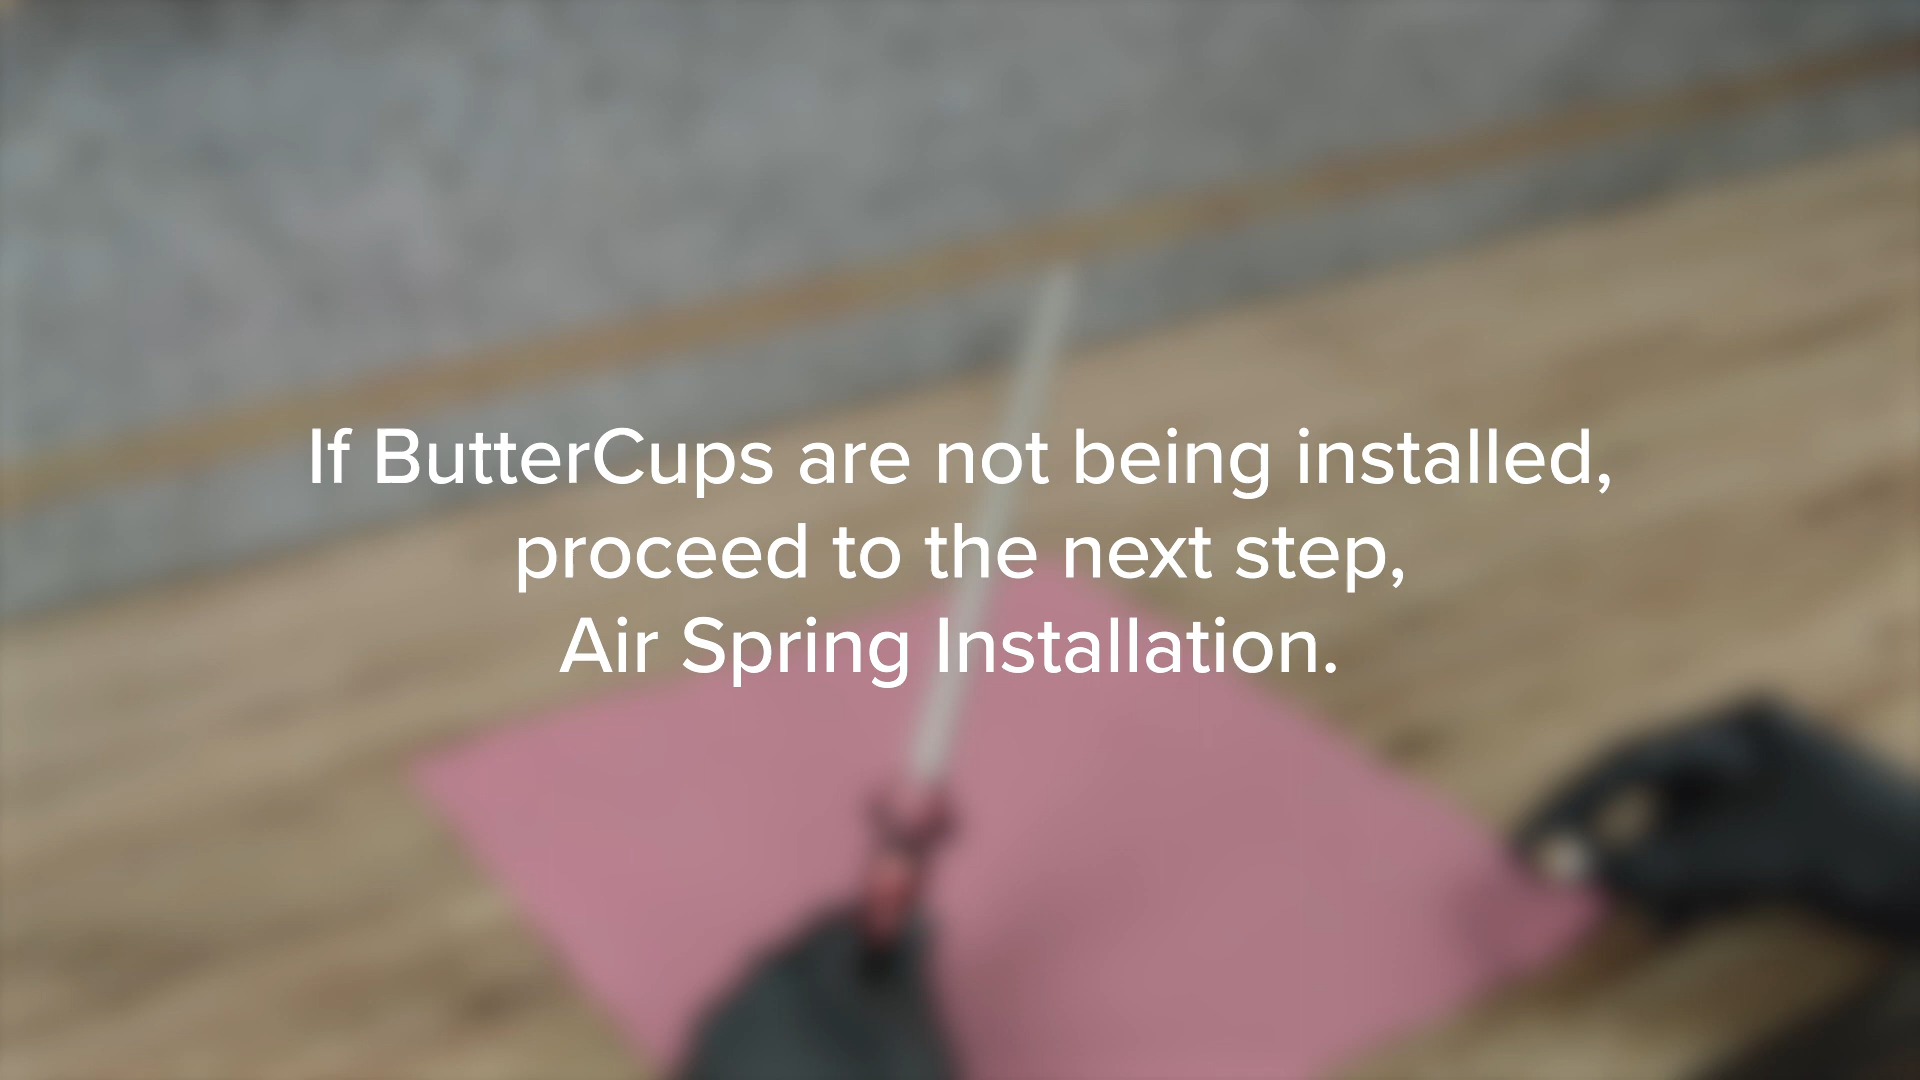 If ButterCups are not being installed,
proceed to the next step,
Air Spring Installation.